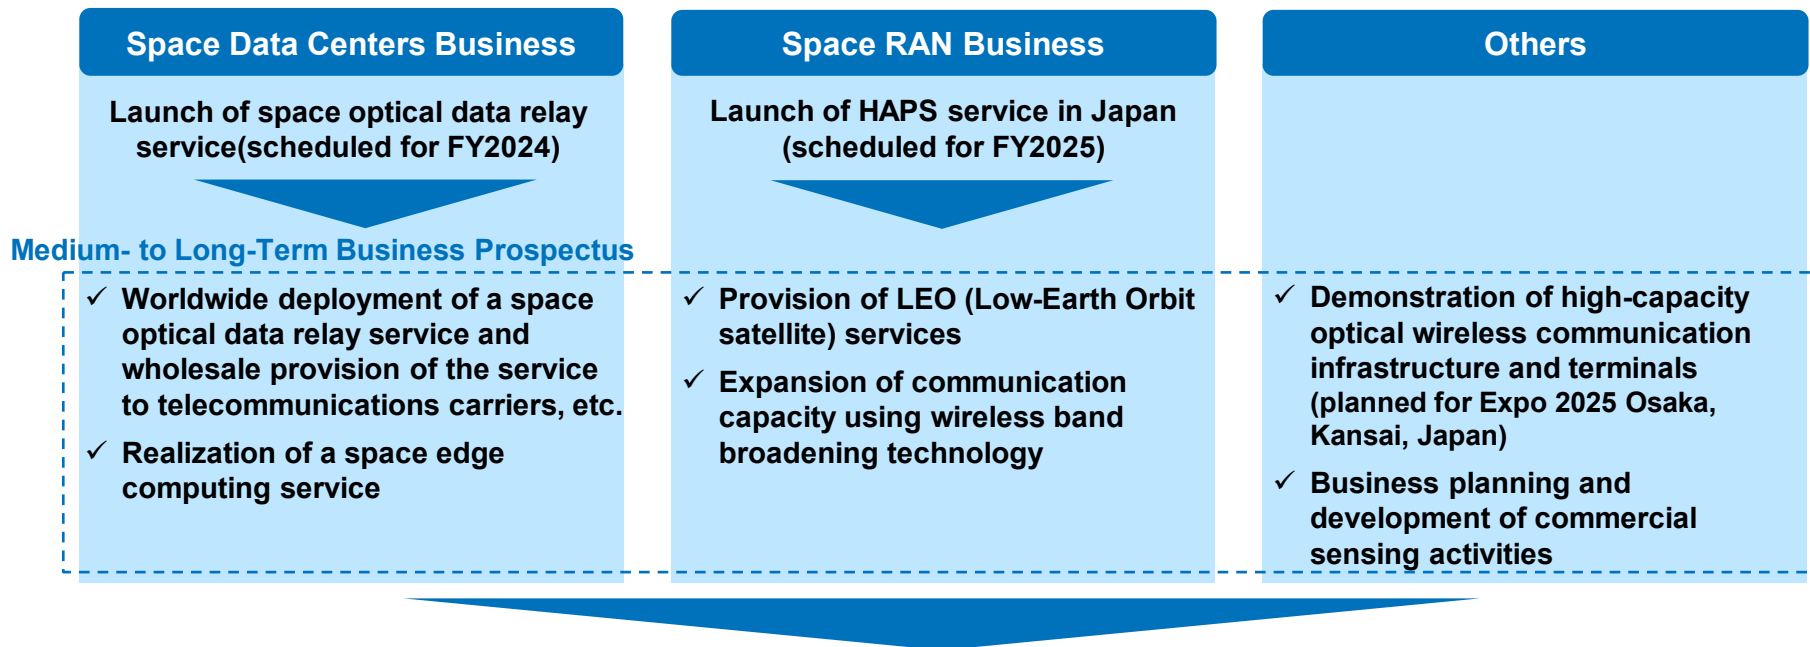 Space Data Centers Business
Launch of space optical data relay
service(scheduled for FY2024)
Space RAN Business
Launch of HAPS service in Japan
(scheduled for FY2025)
Others
Medium- to Long-Term Business Prospectus
✓ Worldwide deployment of a space
optical data relay service and
wholesale provision of the service
to telecommunications carriers, etc.
✓ Realization of a space edge
computing service
✓ Provision of LEO (Low-Earth Orbit
satellite) services
✓ Expansion of communication
capacity using wireless band
broadening technology
✓ Demonstration of high-capacity
optical wireless communication
infrastructure and terminals
(planned for Expo 2025 Osaka,
Kansai, Japan)
✓ Business planning and
development of commercial
sensing activities